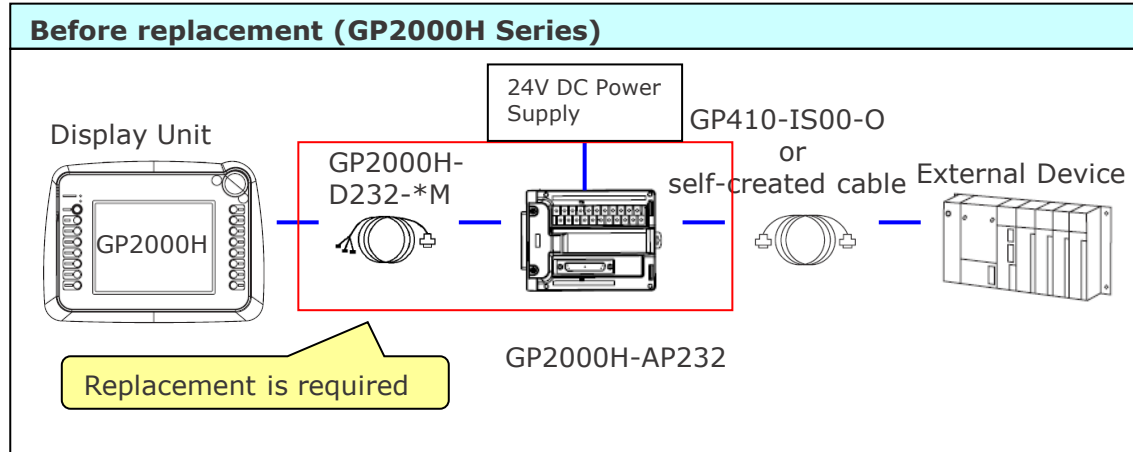 Before replacement (GP2000H Series)
24V DC Power
Supply
Display Unit
GP2000H-
D232-*M
GP410-IS00-O
or
self-created cable
External Device
GP2000H
GP2000H-AP232
Replacement is required